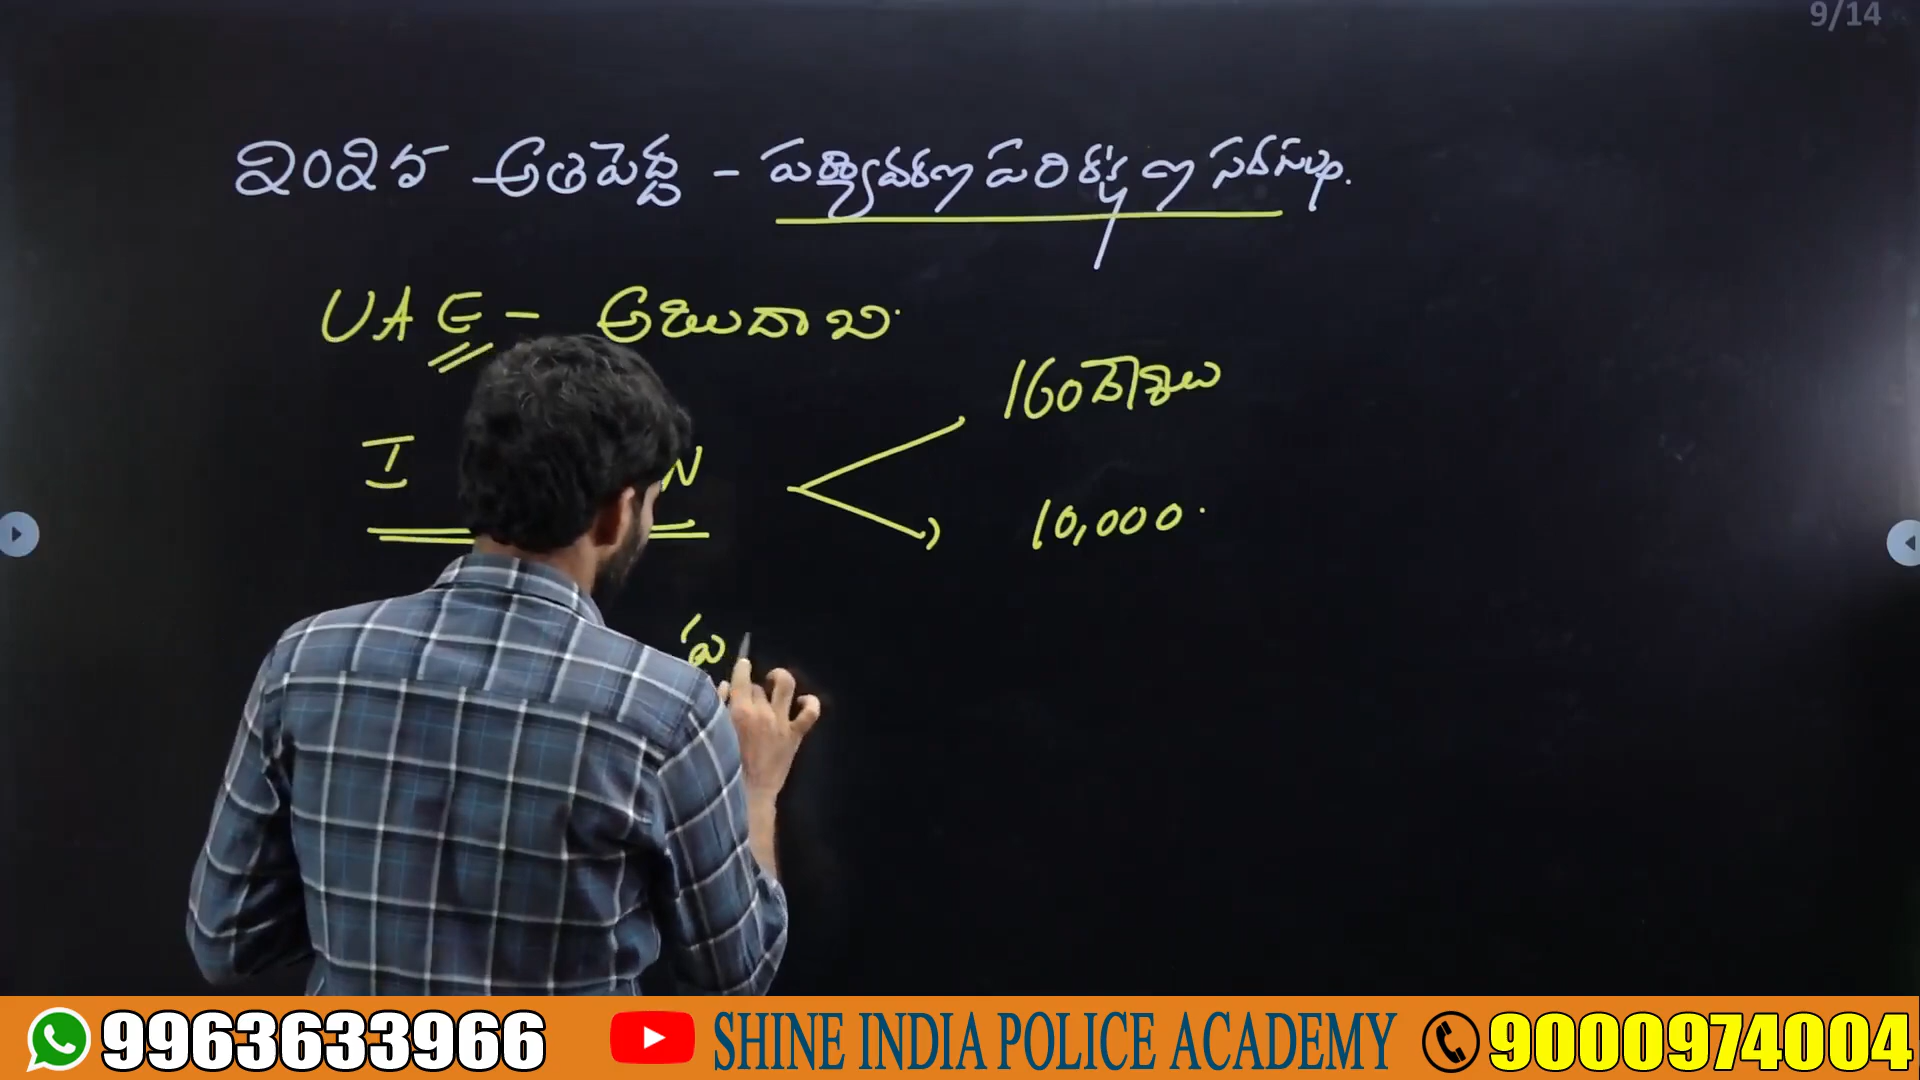 9/14
2025 అతిపెద్ద - పర్యావరణ పరిరక్షణ సదస్సు.
UAE - అబుదాబి.
160 దేశాలు
I N
10,000.
ప
9963633966
SHINE INDIA POLICE ACADEMY
9000974004